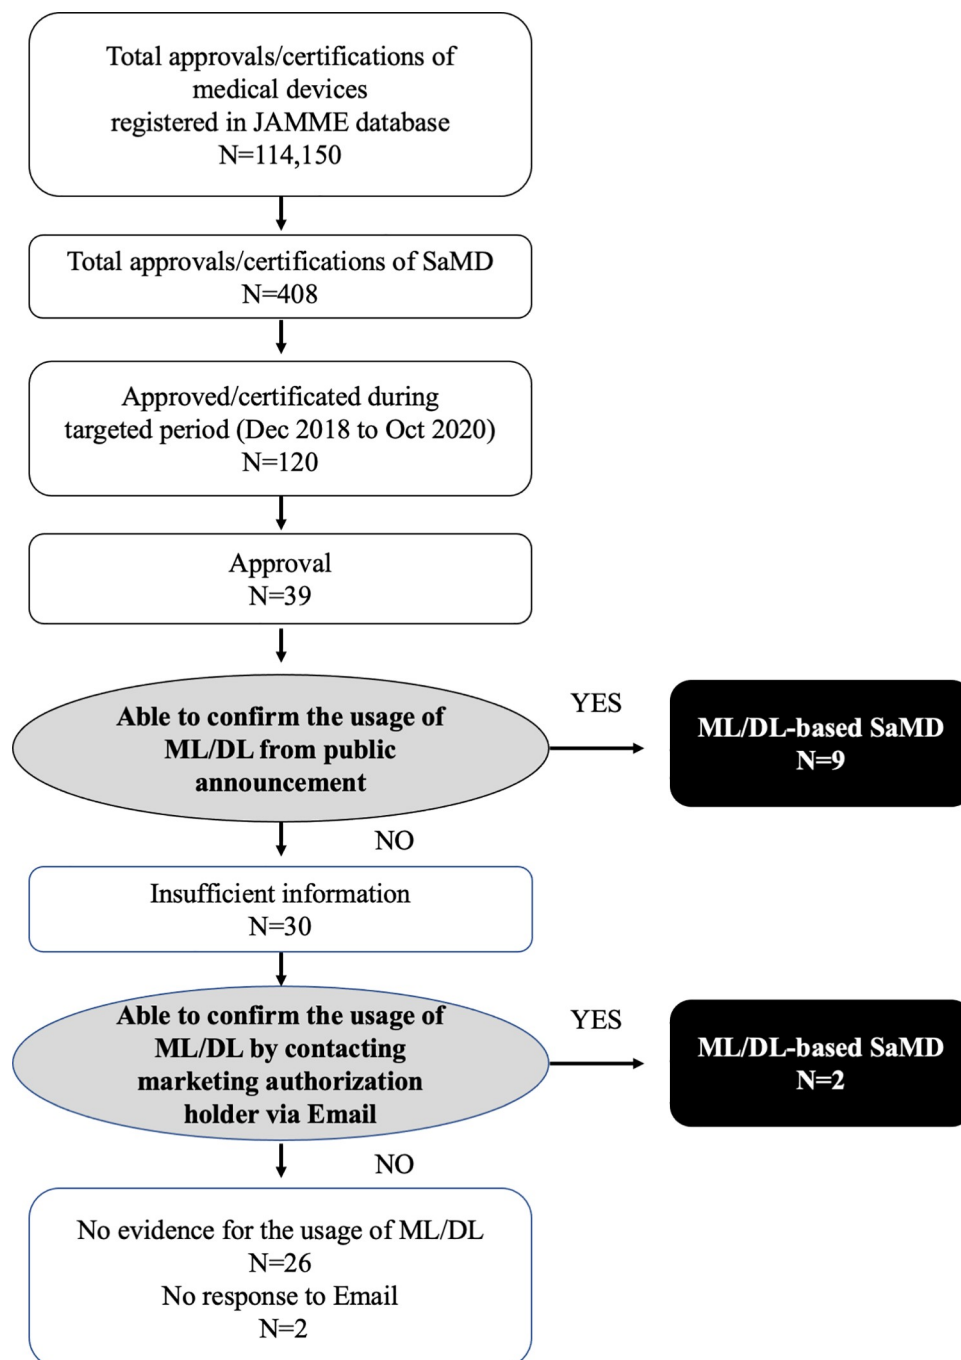 Total approvals/certifications of
medical devices
registered in JAMME database
N=114,150
Total approvals/certifications of SaMD
N=408
Approved/certificated during
targeted period (Dec 2018 to Oct 2020)
N=120
Approval
N=39
Able to confirm the usage of
ML/DL from public
announcement
YES
ML/DL-based SaMD
N=9
NO
Insufficient information
N=30
Able to confirm the usage of
ML/DL by contacting
marketing authorization
holder via Email
YES
ML/DL-based SaMD
N=2
NO
No evidence for the usage of ML/DL
N=26
No response to Email
N=2